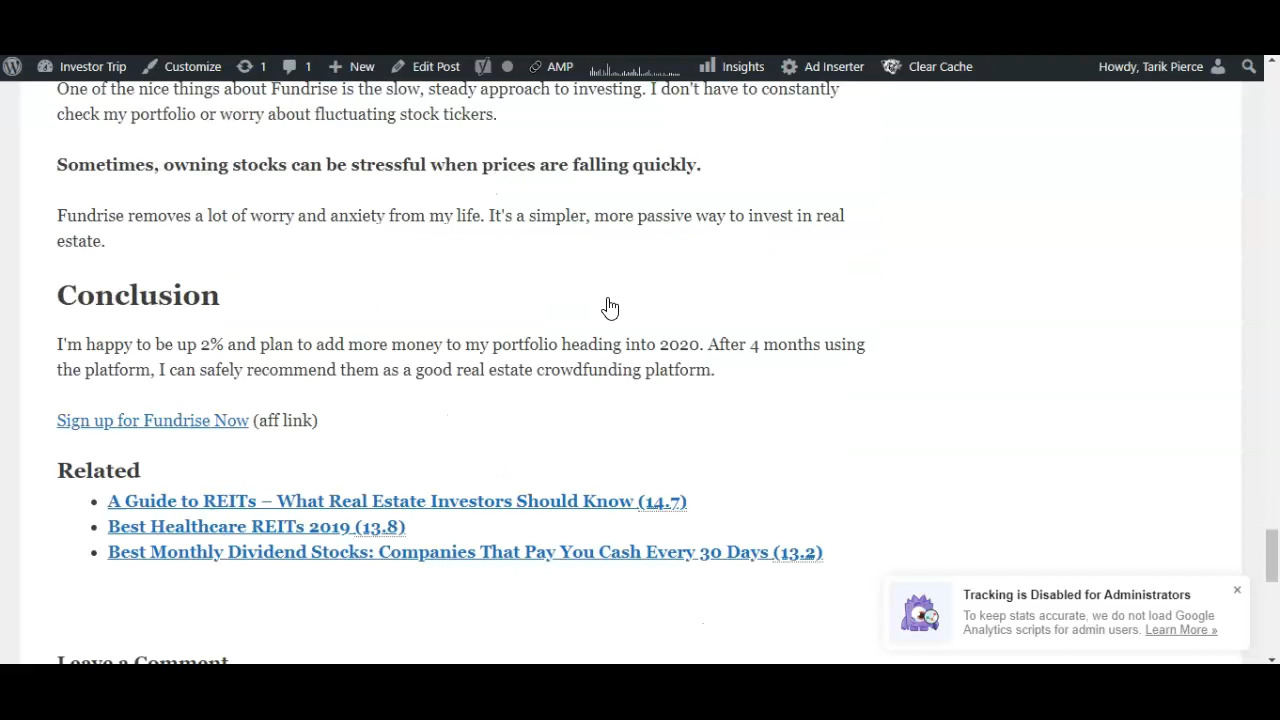 Investor Trip Customize 1 1 New Edit Post AMP Insights Ad Inserter Clear Cache Howdy, Tarik Pierce
One of the nice things about Fundrise is the slow, steady approach to investing. I don't have to constantly
check my portfolio or worry about fluctuating stock tickers.
Sometimes, owning stocks can be stressful when prices are falling quickly.
Fundrise removes a lot of worry and anxiety from my life. It's a simpler, more passive way to invest in real
estate.
Conclusion
I'm happy to be up 2% and plan to add more money to my portfolio heading into 2020. After 4 months using
the platform, I can safely recommend them as a good real estate crowdfunding platform.
Sign up for Fundrise Now (aff link)
Related
• A Guide to REITs – What Real Estate Investors Should Know (14.7)
• Best Healthcare REITs 2019 (13.8)
• Best Monthly Dividend Stocks: Companies That Pay You Cash Every 30 Days (13.2)
Tracking is Disabled for Administrators
To keep stats accurate, we do not load Google
Analytics scripts for admin users. Learn More »
Leave a Comment